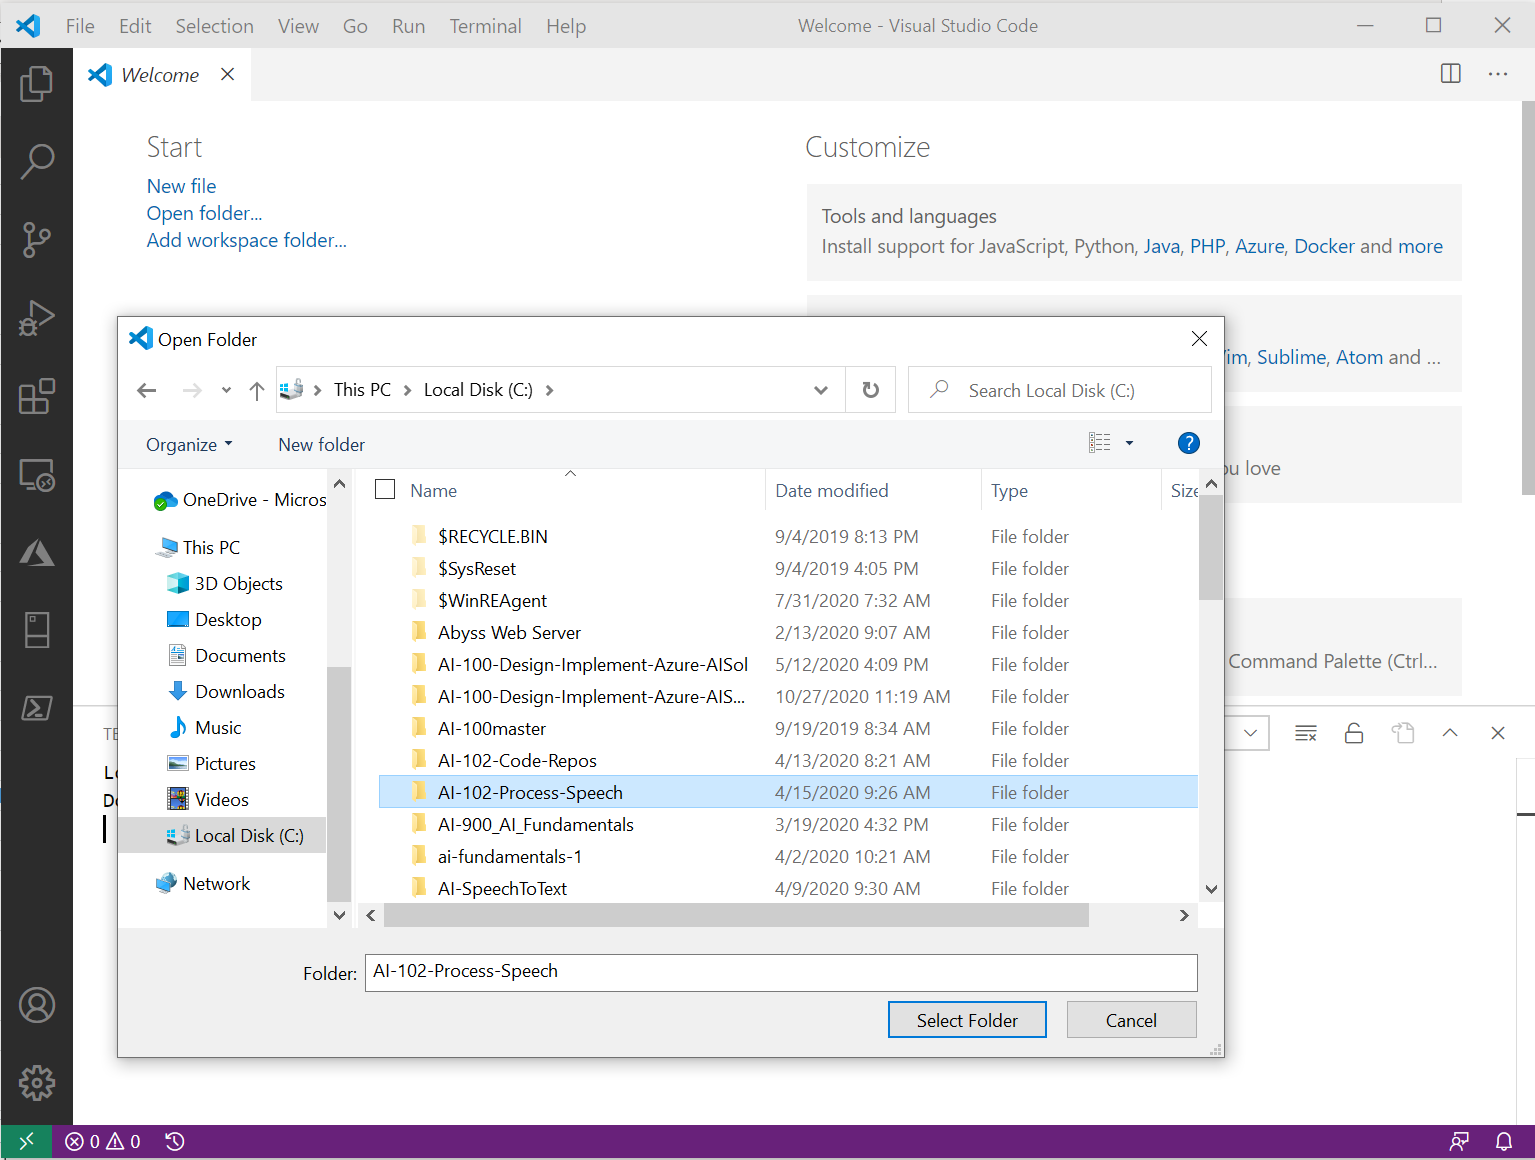 File Edit Selection View Go Run Terminal Help Welcome - Visual Studio Code
Welcome
Start
New file
Open folder...
Add workspace folder...
Customize
Tools and languages
Install support for JavaScript, Python, Java, PHP, Azure, Docker and more
im, Sublime, Atom and ...
ou love
Command Palette (Ctrl...
Open Folder
This PC Local Disk (C:)
Search Local Disk (C:)
Organize New folder
?
OneDrive - Micros
This PC
3D Objects
Desktop
Documents
Downloads
Music
Pictures
Videos
Local Disk (C:)
Network
Name Date modified Type Size
$RECYCLE.BIN 9/4/2019 8:13 PM File folder
$SysReset 9/4/2019 4:05 PM File folder
$WinREAgent 7/31/2020 7:32 AM File folder
Abyss Web Server 2/13/2020 9:07 AM File folder
AI-100-Design-Implement-Azure-AISol 5/12/2020 4:09 PM File folder
AI-100-Design-Implement-Azure-AIS... 10/27/2020 11:19 AM File folder
AI-100master 9/19/2019 8:34 AM File folder
AI-102-Code-Repos 4/13/2020 8:21 AM File folder
AI-102-Process-Speech 4/15/2020 9:26 AM File folder
AI-900_AI_Fundamentals 3/19/2020 4:32 PM File folder
ai-fundamentals-1 4/2/2020 10:21 AM File folder
AI-SpeechToText 4/9/2020 9:30 AM File folder
Folder: AI-102-Process-Speech
Select Folder Cancel
TE
Lo
Do
0 0